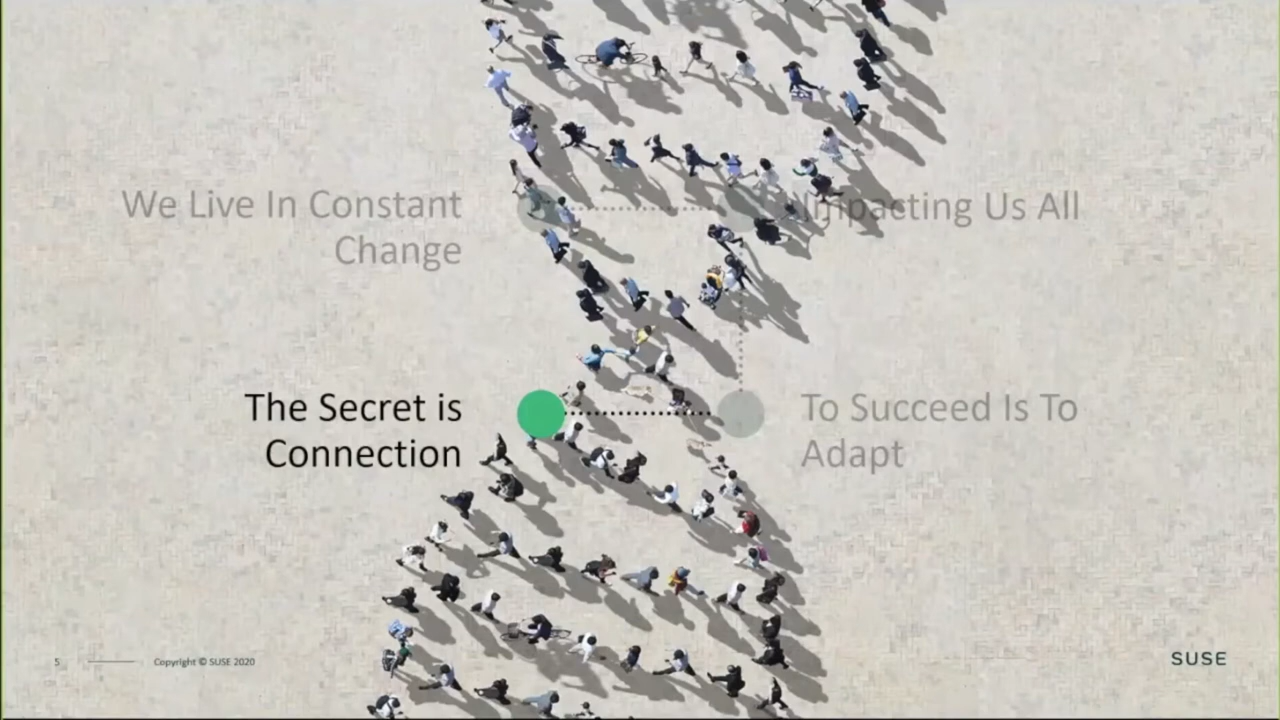 We Live In Constant
Change
Impacting Us All
The Secret is
Connection
To Succeed Is To
Adapt
5
Copyright © SUSE 2020
SUSE